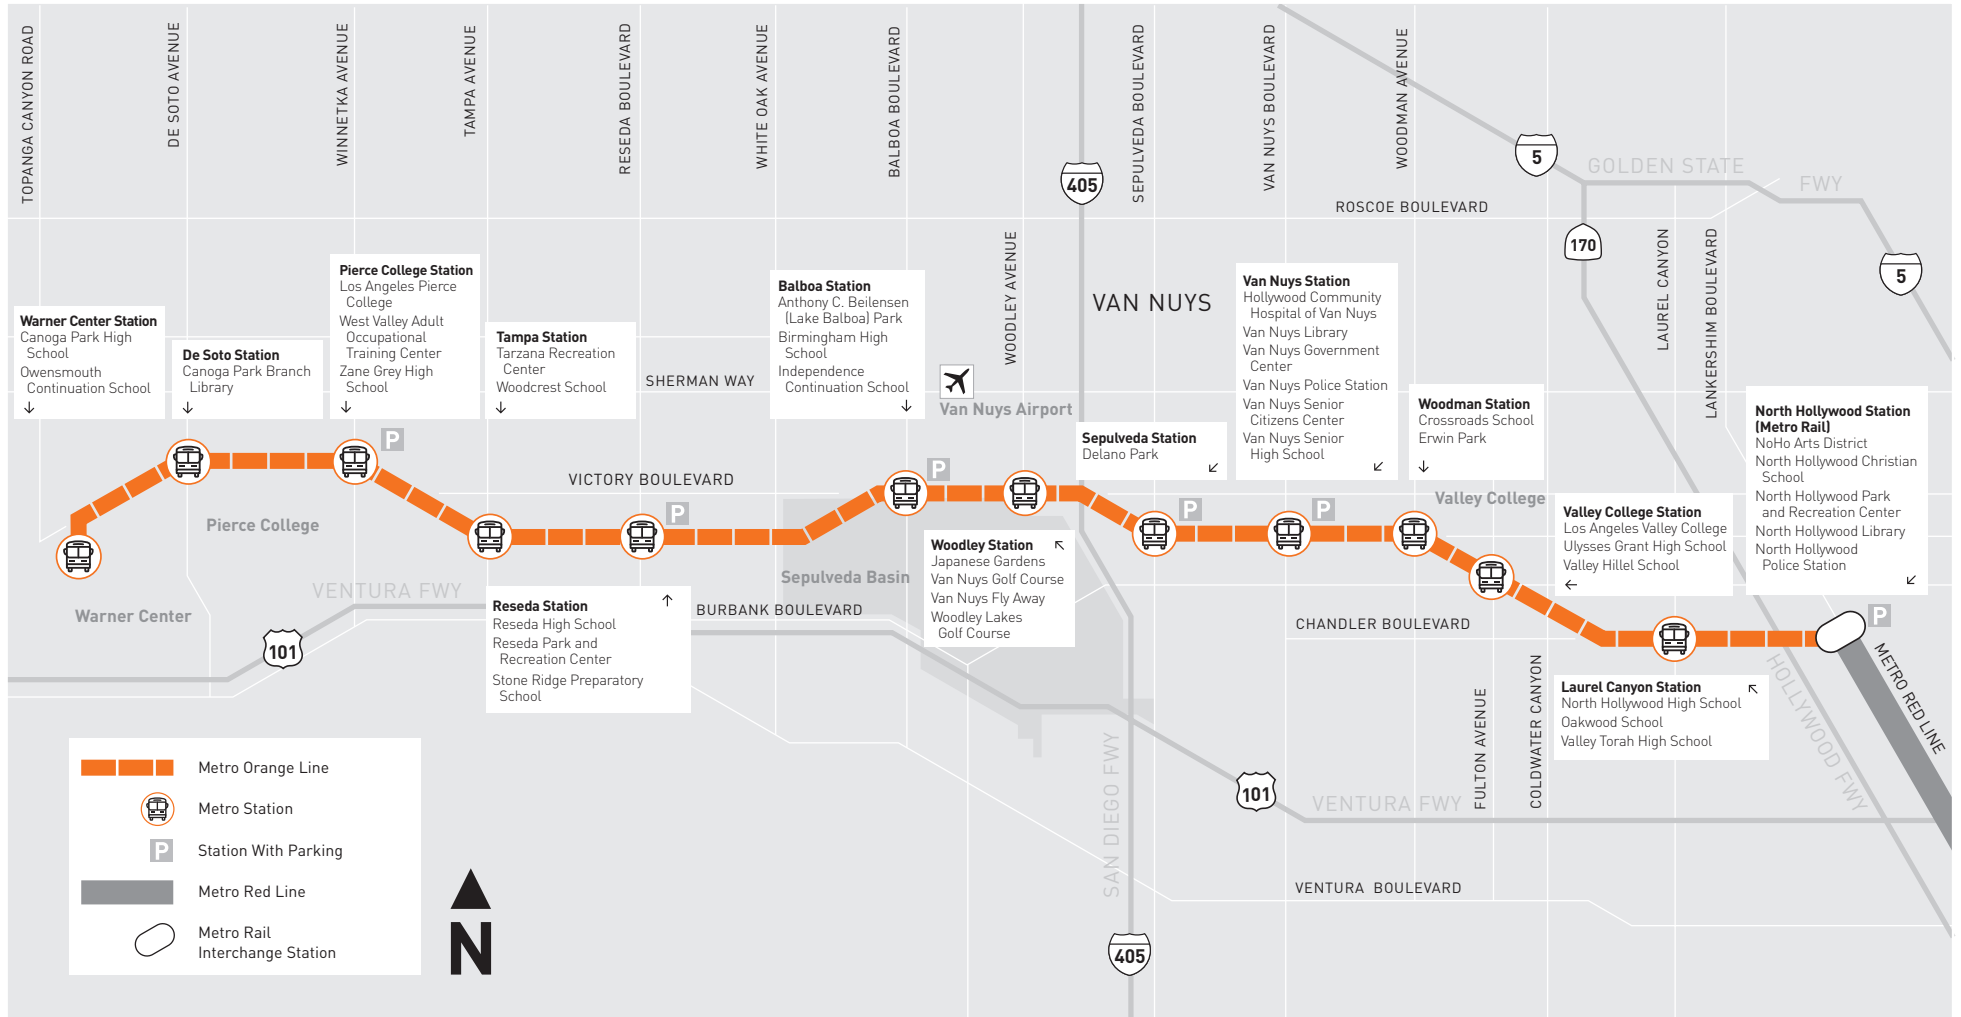 TOPANGA CANYON ROAD
DE SOTO AVENUE
WINNETKA AVENUE
TAMPA AVENUE
RESEDA BOULEVARD
WHITE OAK AVENUE
BALBOA BOULEVARD
WOODLEY AVENUE
405
SEPULVEDA BOULEVARD
VAN NUYS BOULEVARD
WOODMAN AVENUE
5
GOLDEN STATE
FWY
ROSCOE BOULEVARD
170
LAUREL CANYON
LANKERSHIM BOULEVARD
5
VAN NUYS
Warner Center Station
Canoga Park High
School
Owensmouth
Continuation School
De Soto Station
Canoga Park Branch
Library
Pierce College Station
Los Angeles Pierce
College
West Valley Adult
Occupational
Training Center
Zane Grey High
School
Tampa Station
Tarzana Recreation
Center
Woodcrest School
SHERMAN WAY
Balboa Station
Anthony C. Beilensen
(Lake Balboa) Park
Birmingham High
School
Independence
Continuation School
Van Nuys Airport
Sepulveda Station
Delano Park
Van Nuys Station
Hollywood Community
Hospital of Van Nuys
Van Nuys Library
Van Nuys Government
Center
Van Nuys Police Station
Van Nuys Senior
Citizens Center
Van Nuys Senior
High School
Woodman Station
Crossroads School
Erwin Park
North Hollywood Station
(Metro Rail)
NoHo Arts District
North Hollywood Christian
School
North Hollywood Park
and Recreation Center
North Hollywood Library
North Hollywood
Police Station
P
P
P
P
P
P
VICTORY BOULEVARD
Valley College
Valley College Station
Los Angeles Valley College
Ulysses Grant High School
Valley Hillel School
Pierce College
Warner Center
VENTURA FWY
101
Sepulveda Basin
Woodley Station
Japanese Gardens
Van Nuys Golf Course
Van Nuys Fly Away
Woodley Lakes
Golf Course
Reseda Station
Reseda High School
Reseda Park and
Recreation Center
Stone Ridge Preparatory
School
BURBANK BOULEVARD
CHANDLER BOULEVARD
Laurel Canyon Station
North Hollywood High School
Oakwood School
Valley Torah High School
METRO RED LINE
HOLLYWOOD FWY
FULTON AVENUE
COLDWATER CANYON
SAN DIEGO FWY
101
VENTURA FWY
VENTURA BOULEVARD
405
Metro Orange Line
Metro Station
P
Station With Parking
Metro Red Line
Metro Rail
Interchange Station
N